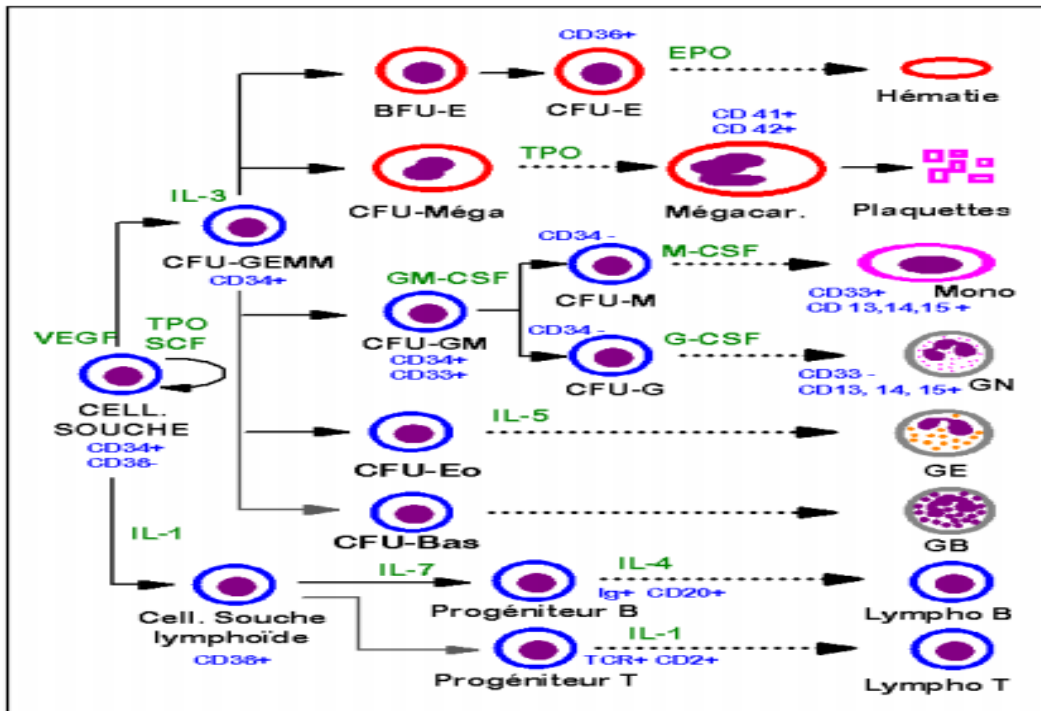 CD36+
EPO
BFU-E
CFU-E
Hématie
CD 41+
CD 42+
TPO
IL-3
CFU-Méga
Mégacar.
Plaquettes
CFU-GEMM
CD34+
CD34 -
M-CSF
GM-CSF
CFU-M
CD33+
Mono
CD 13,14,15 +
VEGF
TPO
SCF
CFU-GM
CD34+
CD33+
CD34 -
G-CSF
CFU-G
CD33 -
GN
CD13, 14, 15+
CELL.
SOUCHE
CD34+
CD38-
IL-5
CFU-Eo
GE
CFU-Bas
GB
IL-1
IL-7
IL-4
Cell. Souche
lymphoïde
CD38+
Progéniteur B
Ig+ CD20+
Lympho B
IL-1
TCR+ CD2+
Progéniteur T
Lympho T